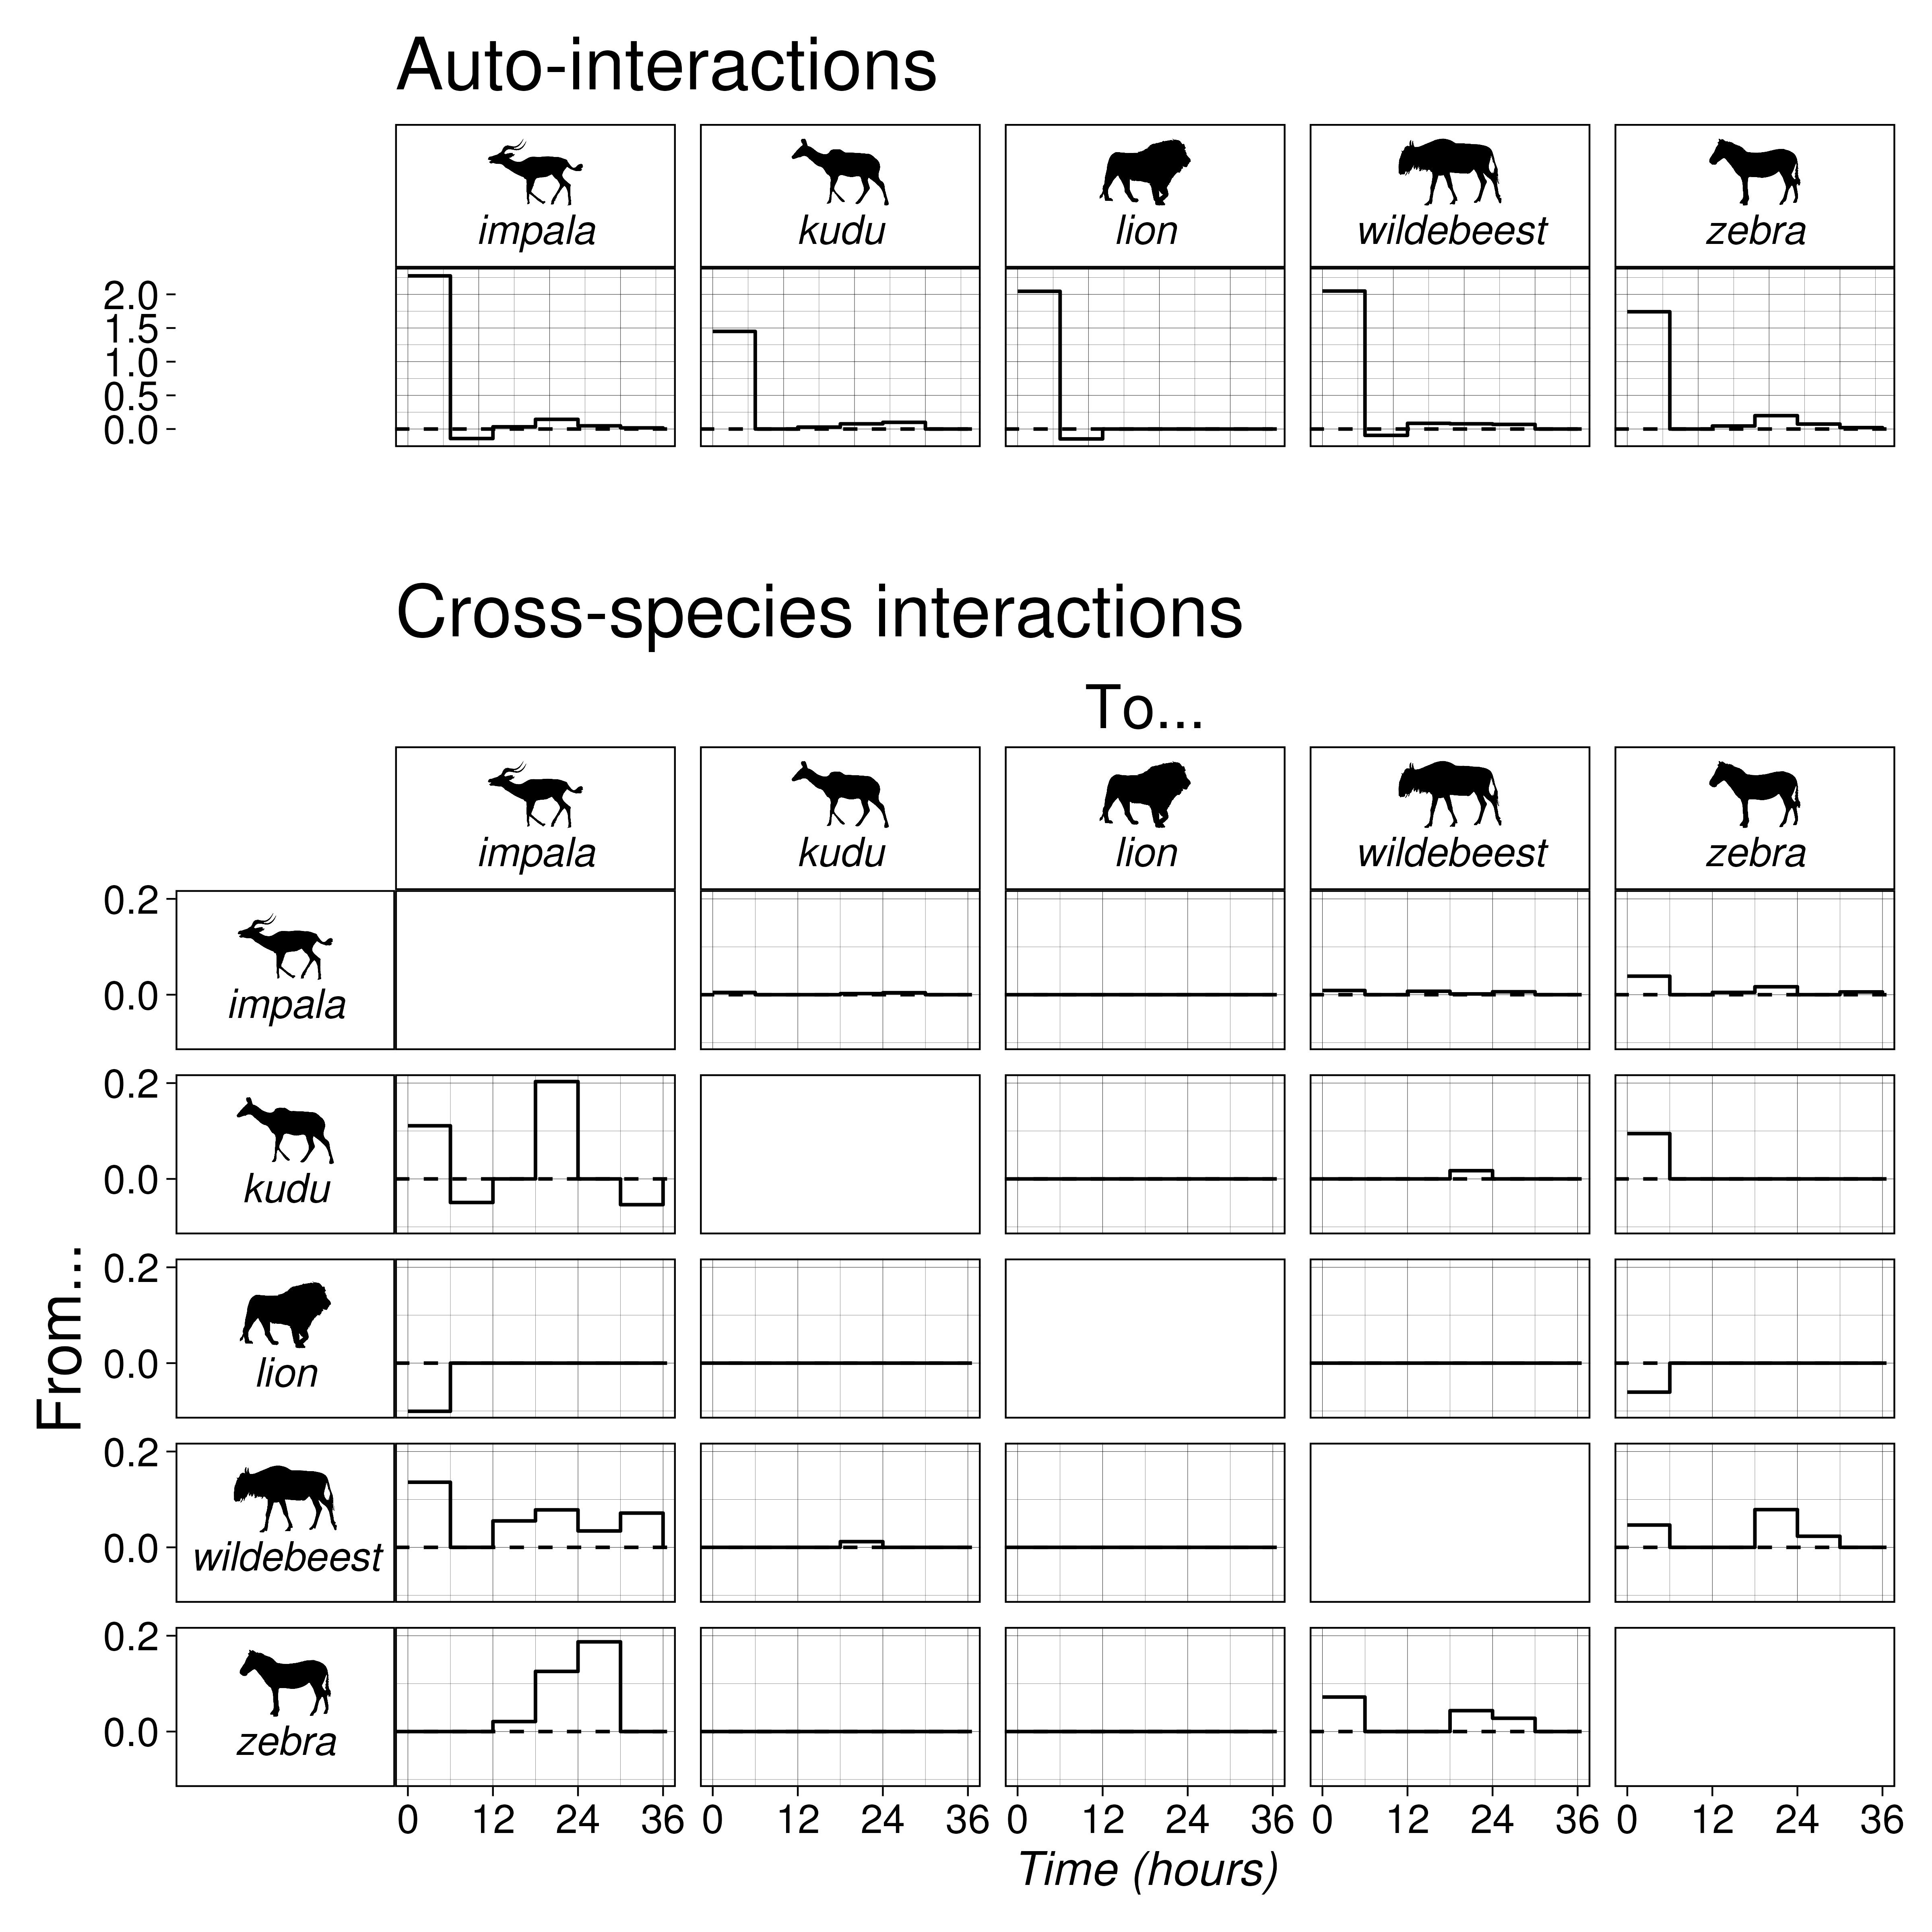 Auto-interactions
impala kudu lion wildebeest zebra
2.0
1.5
1.0
0.5
0.0
Cross-species interactions
To...
impala kudu lion wildebeest zebra
0.2
0.0
impala
0.2
0.0
kudu
From...
0.2
0.0
lion
0.2
0.0
wildebeest
0.2
0.0
zebra
0 12 24 36 0 12 24 36 0 12 24 36 0 12 24 36 0 12 24 36
Time (hours)